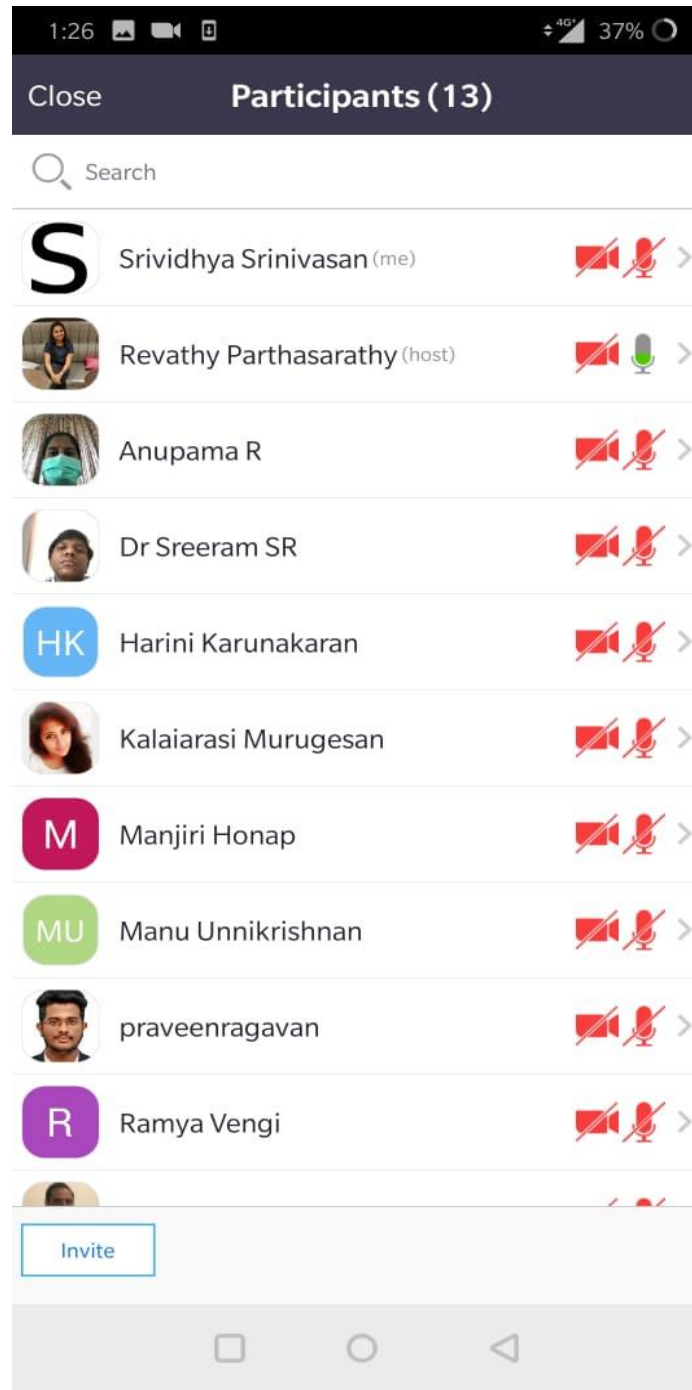 1:26 4G+ 37%
Close Participants (13)
Search
S Srividhya Srinivasan (me)
Revathy Parthasarathy (host)
Anupama R
Dr Sreeram SR
HK Harini Karunakaran
Kalaiarasi Murugesan
M Manjiri Honap
MU Manu Unnikrishnan
praveenragavan
R Ramya Vengi
Invite